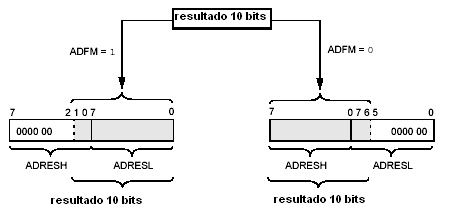 resultado 10 bits
ADFM = 1
ADFM = 0
7 2 1 0 7 0
7 0 7 6 5 0
0000 00
0000 00
ADRESH ADRESL
ADRESH ADRESL
resultado 10 bits
resultado 10 bits